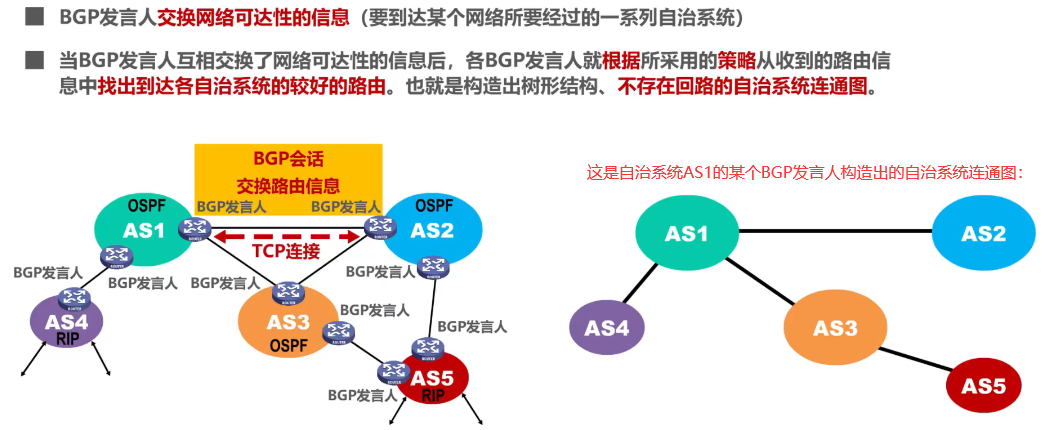 BGP发言人交换网络可达性的信息（要到达某个网络所要经过的一系列自治系统）
当BGP发言人互相交换了网络可达性的信息后，各BGP发言人就根据所采用的策略从收到的路由信
息中找出到达各自治系统的较好的路由。也就是构造出树形结构、不存在回路的自治系统连通图。
BGP会话
交换路由信息
这是自治系统AS1的某个BGP发言人构造出的自治系统连通图：
OSPF
AS1
BGP发言人
BGP发言人
OSPF
AS2
TCP连接
ROUTER
ROUTER
ROUTER
BGP发言人
BGP发言人
BGP发言人
BGP发言人
ROUTER
ROUTER
ROUTER
AS4
RIP
AS3
OSPF
BGP发言人
ROUTER
BGP发言人
ROUTER
ROUTER
AS5
RIP
BGP发言人
AS1
AS2
AS4
AS3
AS5